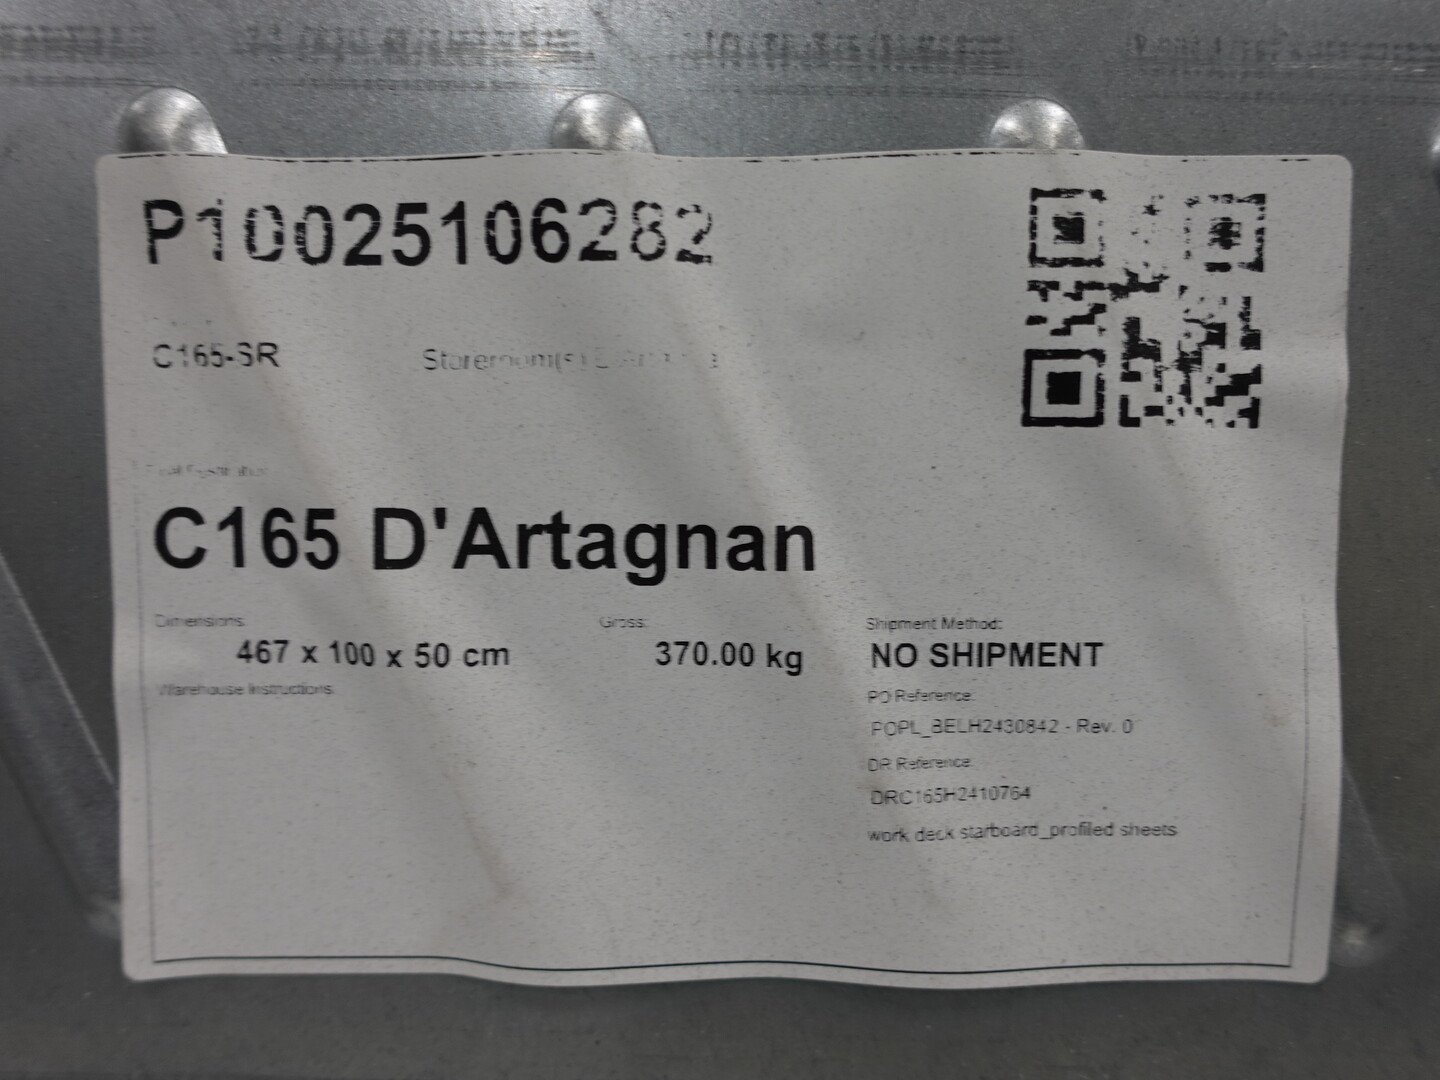 P10025106282
C165-SR
Storeroom(s)
C165 D'Artagnan
Dimensions: Gross: Shipment Method:
467 x 100 x 50 cm 370.00 kg NO SHIPMENT
Warehouse Instructions:
PO Reference:
POPL_BELH2430842 - Rev. 0
DR Reference:
DRC165H2410764
work deck starboard_profiled sheets